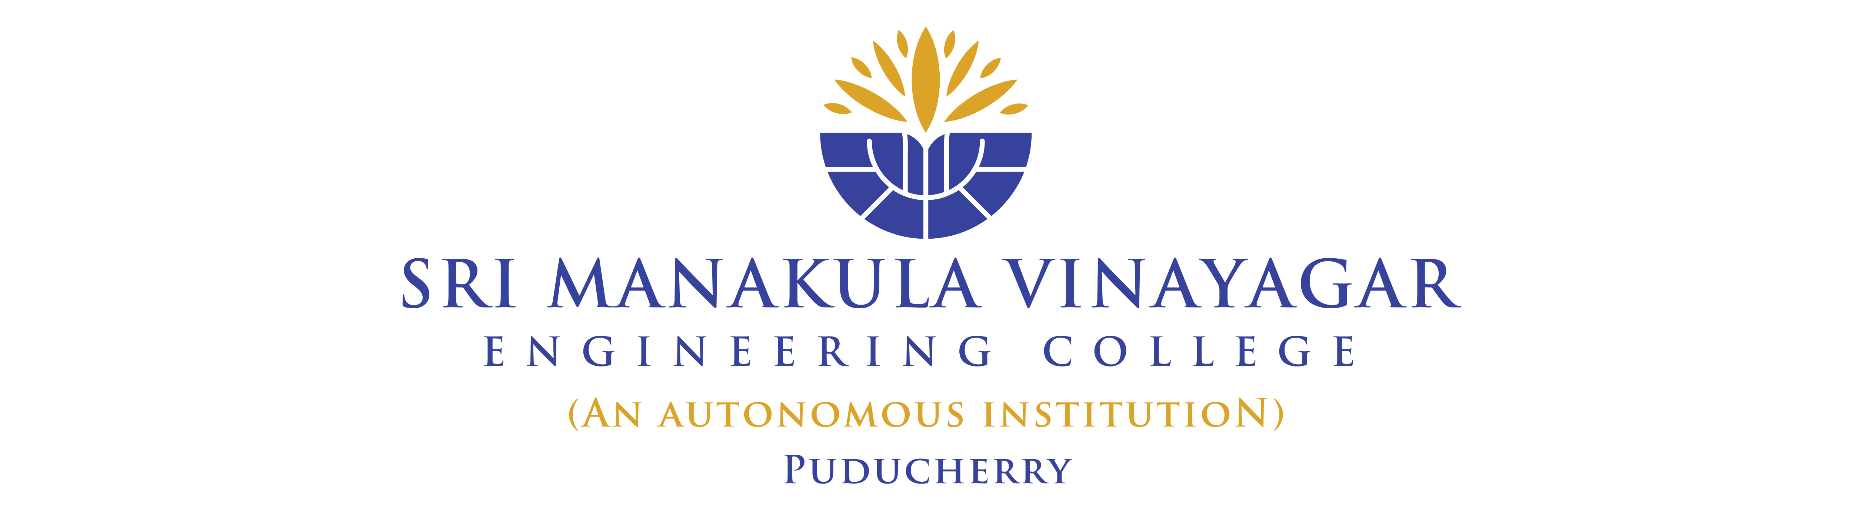 SRI MANAKULA VINAYAGAR
ENGINEERING COLLEGE
(AN AUTONOMOUS INSTITUTION)
PUDUCHERRY